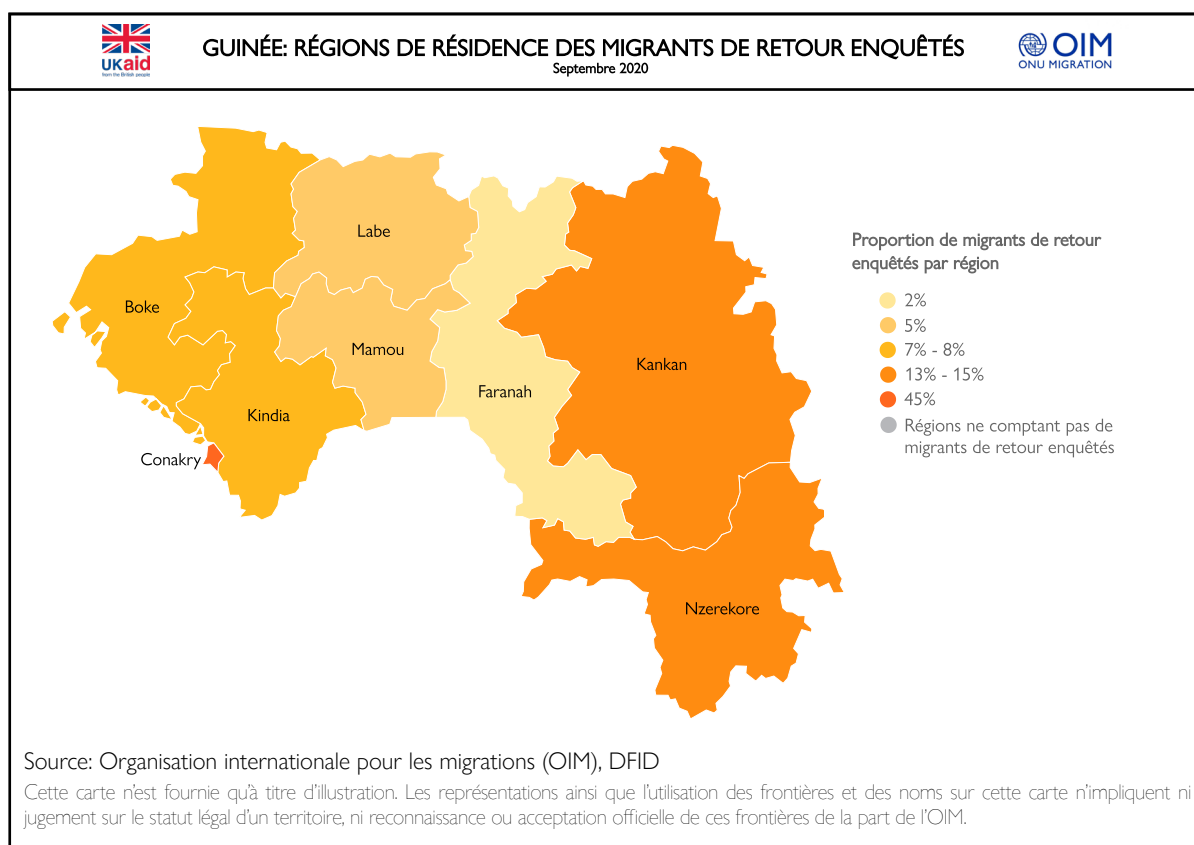 UKaid
from the British people
GUINÉE: RÉGIONS DE RÉSIDENCE DES MIGRANTS DE RETOUR ENQUÊTÉS
Septembre 2020
OIM
ONU MIGRATION
Labe
Boke
Mamou
Kankan
Faranah
Kindia
Conakry
Nzerekore
Proportion de migrants de retour
enquêtés par région
2%
5%
7% - 8%
13% - 15%
45%
Régions ne comptant pas de
migrants de retour enquêtés
Source: Organisation internationale pour les migrations (OIM), DFID
Cette carte n'est fournie qu'à titre d'illustration. Les représentations ainsi que l'utilisation des frontières et des noms sur cette carte n'impliquent ni
jugement sur le statut légal d'un territoire, ni reconnaissance ou acceptation officielle de ces frontières de la part de l'OIM.